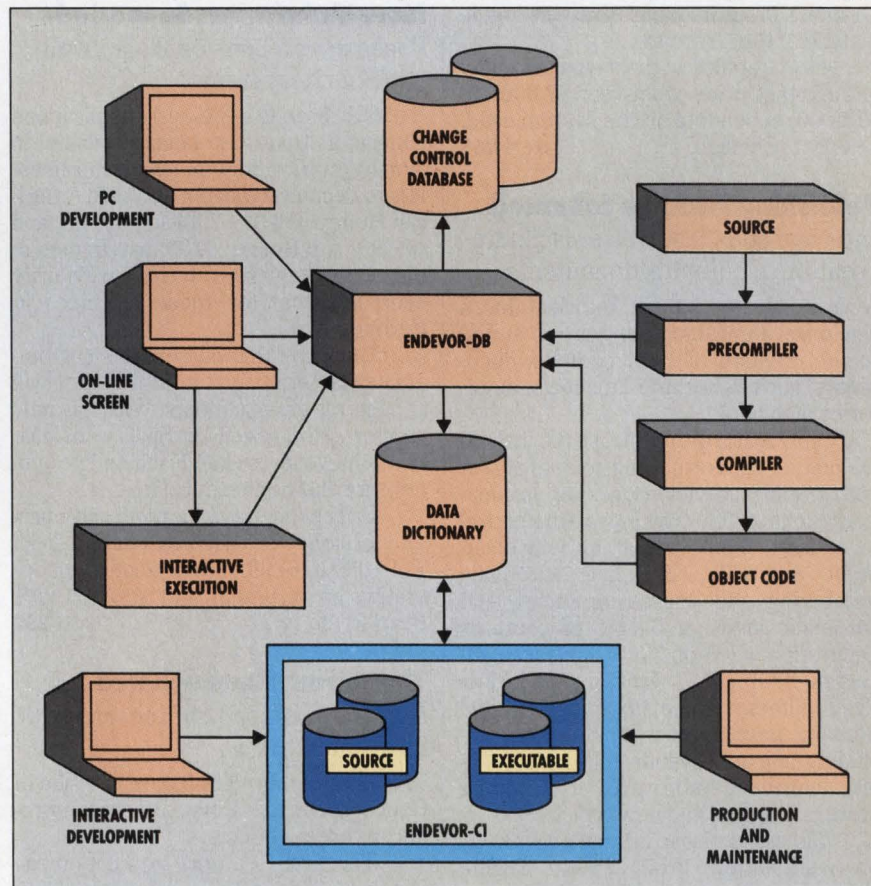 CHANGE
CONTROL
DATABASE
PC DEVELOPMENT
SOURCE
ENDEVOR-DB
PRECOMPILER
ON-LINE
SCREEN
COMPILER
DATA
DICTIONARY
INTERACTIVE
EXECUTION
OBJECT CODE
SOURCE
EXECUTABLE
INTERACTIVE
DEVELOPMENT
ENDEVOR-C1
PRODUCTION
AND
MAINTENANCE